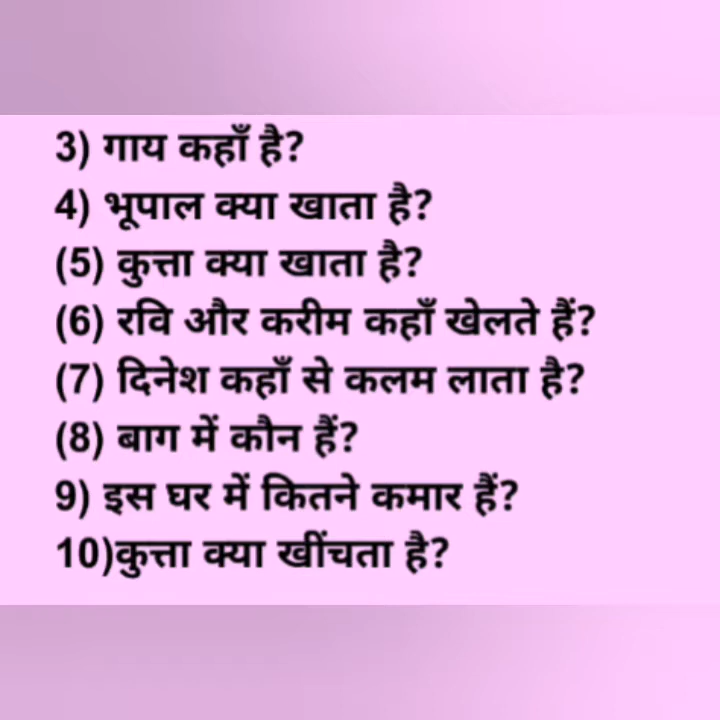 3) गाय कहाँ है?
4) भूपाल क्या खाता है?
(5) कुत्ता क्या खाता है?
(6) रवि और करीम कहाँ खेलते हैं?
(7) दिनेश कहाँ से कलम लाता है?
(8) बाग में कौन हैं?
9) इस घर में कितने कमार हैं?
10)कुत्ता क्या खींचता है?